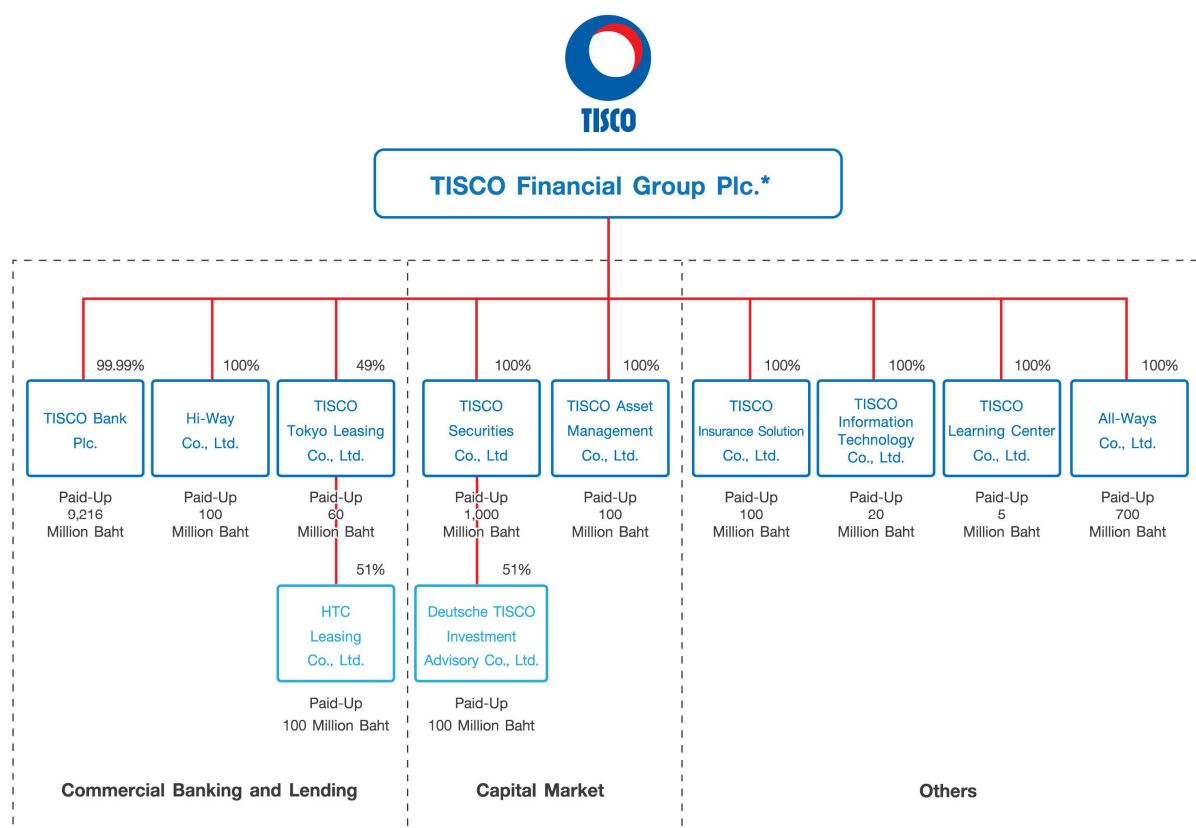 TISCO
TISCO Financial Group Plc.*
99.99%
TISCO Bank
Plc.
Paid-Up
9,216
Million Baht
100%
Hi-Way
Co., Ltd.
Paid-Up
100
Million Baht
49%
TISCO
Tokyo Leasing
Co., Ltd.
Paid-Up
60
Million Baht
51%
HTC
Leasing
Co., Ltd.
Paid-Up
100 Million Baht
Commercial Banking and Lending
100%
TISCO
Securities
Co., Ltd
Paid-Up
1,000
Million Baht
51%
Deutsche TISCO
Investment
Advisory Co., Ltd.
Paid-Up
100 Million Baht
100%
TISCO Asset
Management
Co., Ltd.
Paid-Up
100
Million Baht
Capital Market
100%
TISCO
Insurance Solution
Co., Ltd.
Paid-Up
100
Million Baht
100%
TISCO
Information
Technology
Co., Ltd.
Paid-Up
20
Million Baht
100%
TISCO
Learning Center
Co., Ltd.
Paid-Up
5
Million Baht
100%
All-Ways
Co., Ltd.
Paid-Up
700
Million Baht
Others